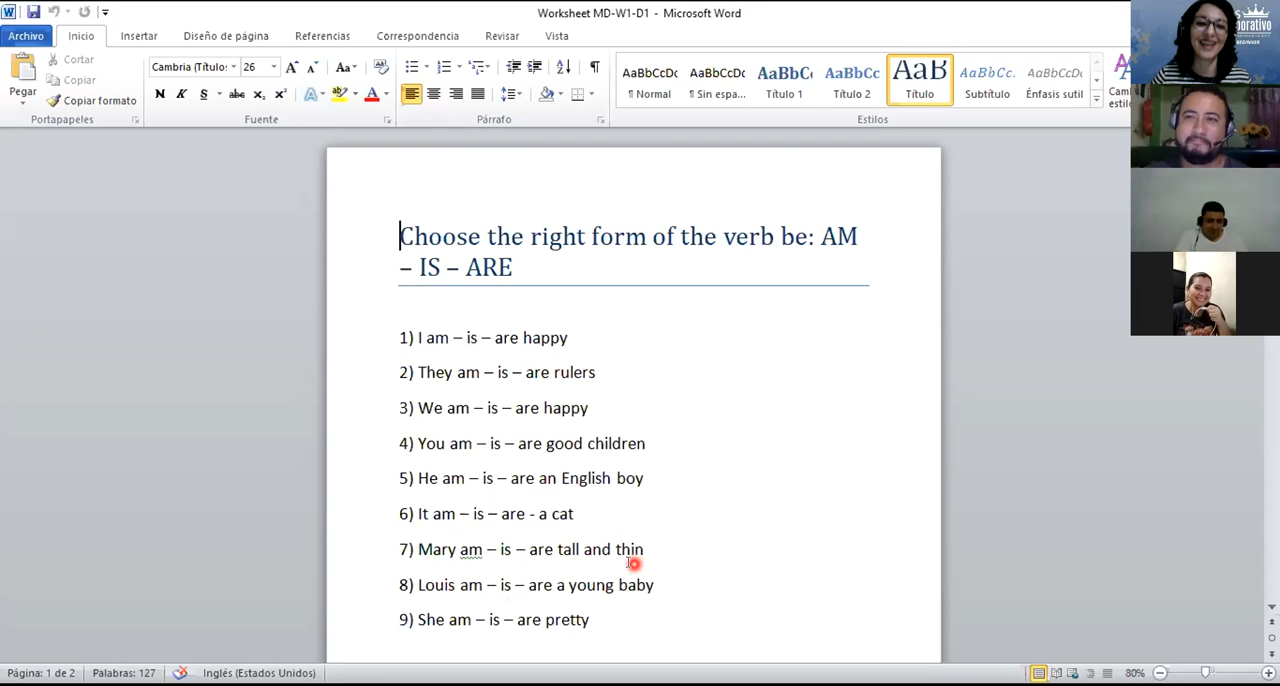 Worksheet MD-W1-D1 - Microsoft Word
Archivo Inicio Insertar Diseño de página Referencias Correspondencia Revisar Vista
Pegar
Cortar
Copiar
Copiar formato
Portapapeles
Cambria (Títulos 26
Aa
N K S abc x₂ x² A A
Fuente
Párrafo
AaBbCcDc AaBbCcDc AaBbC AaBbCc AaB AaBbCc. AaBbCcDc
¶ Normal ¶ Sin espa... Título 1 Título 2 Título Subtítulo Énfasis sutil
Estilos
BEGINNER
Choose the right form of the verb be: AM
– IS – ARE
1) I am – is – are happy
2) They am – is – are rulers
3) We am – is – are happy
4) You am – is – are good children
5) He am – is – are an English boy
6) It am – is – are - a cat
7) Mary am – is – are tall and thin
8) Louis am – is – are a young baby
9) She am – is – are pretty
Página: 1 de 2 Palabras: 127 Inglés (Estados Unidos) 80%